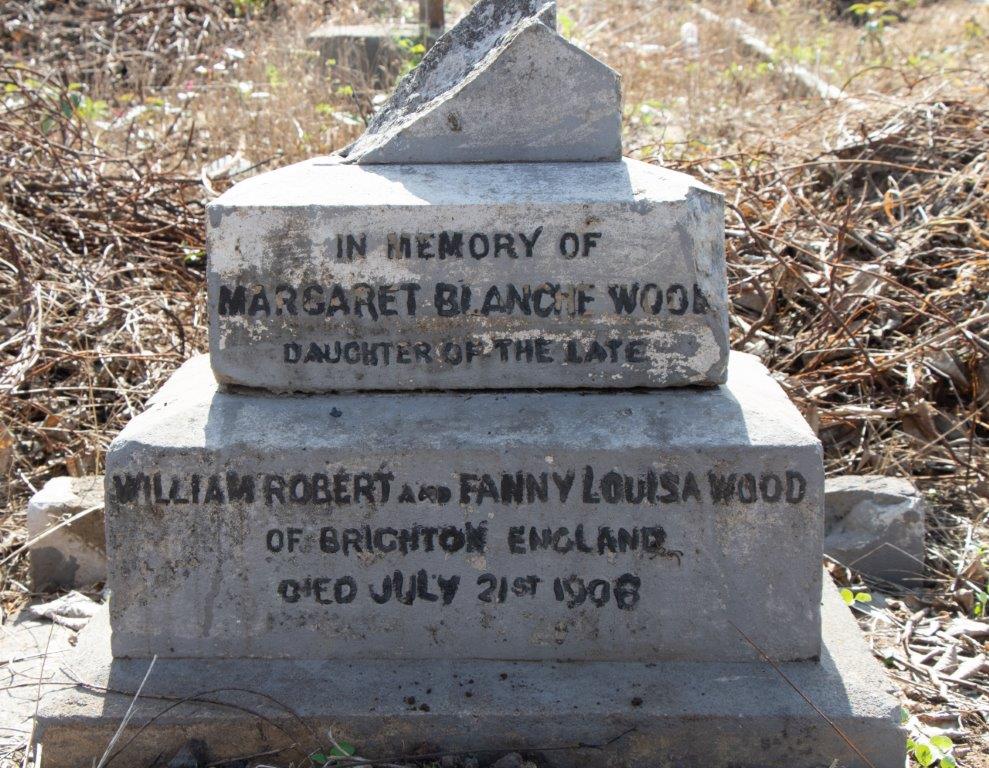 IN MEMORY OF
MARGARET BLANCHE WOOD
DAUGHTER OF THE LATE
WILLIAM ROBERT AND FANNY LOUISA WOOD
OF BRIGHTON ENGLAND
DIED JULY 21ST 1906